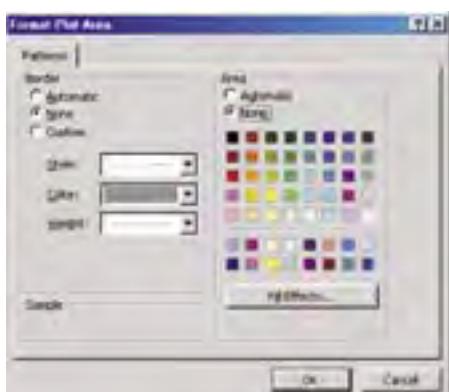 Format Plot Area
Patterns
Border
Automatic
None
Custom
Style:
Color:
Weight:
Sample
Area
Automatic
None
Fill Effects...
OK
Cancel